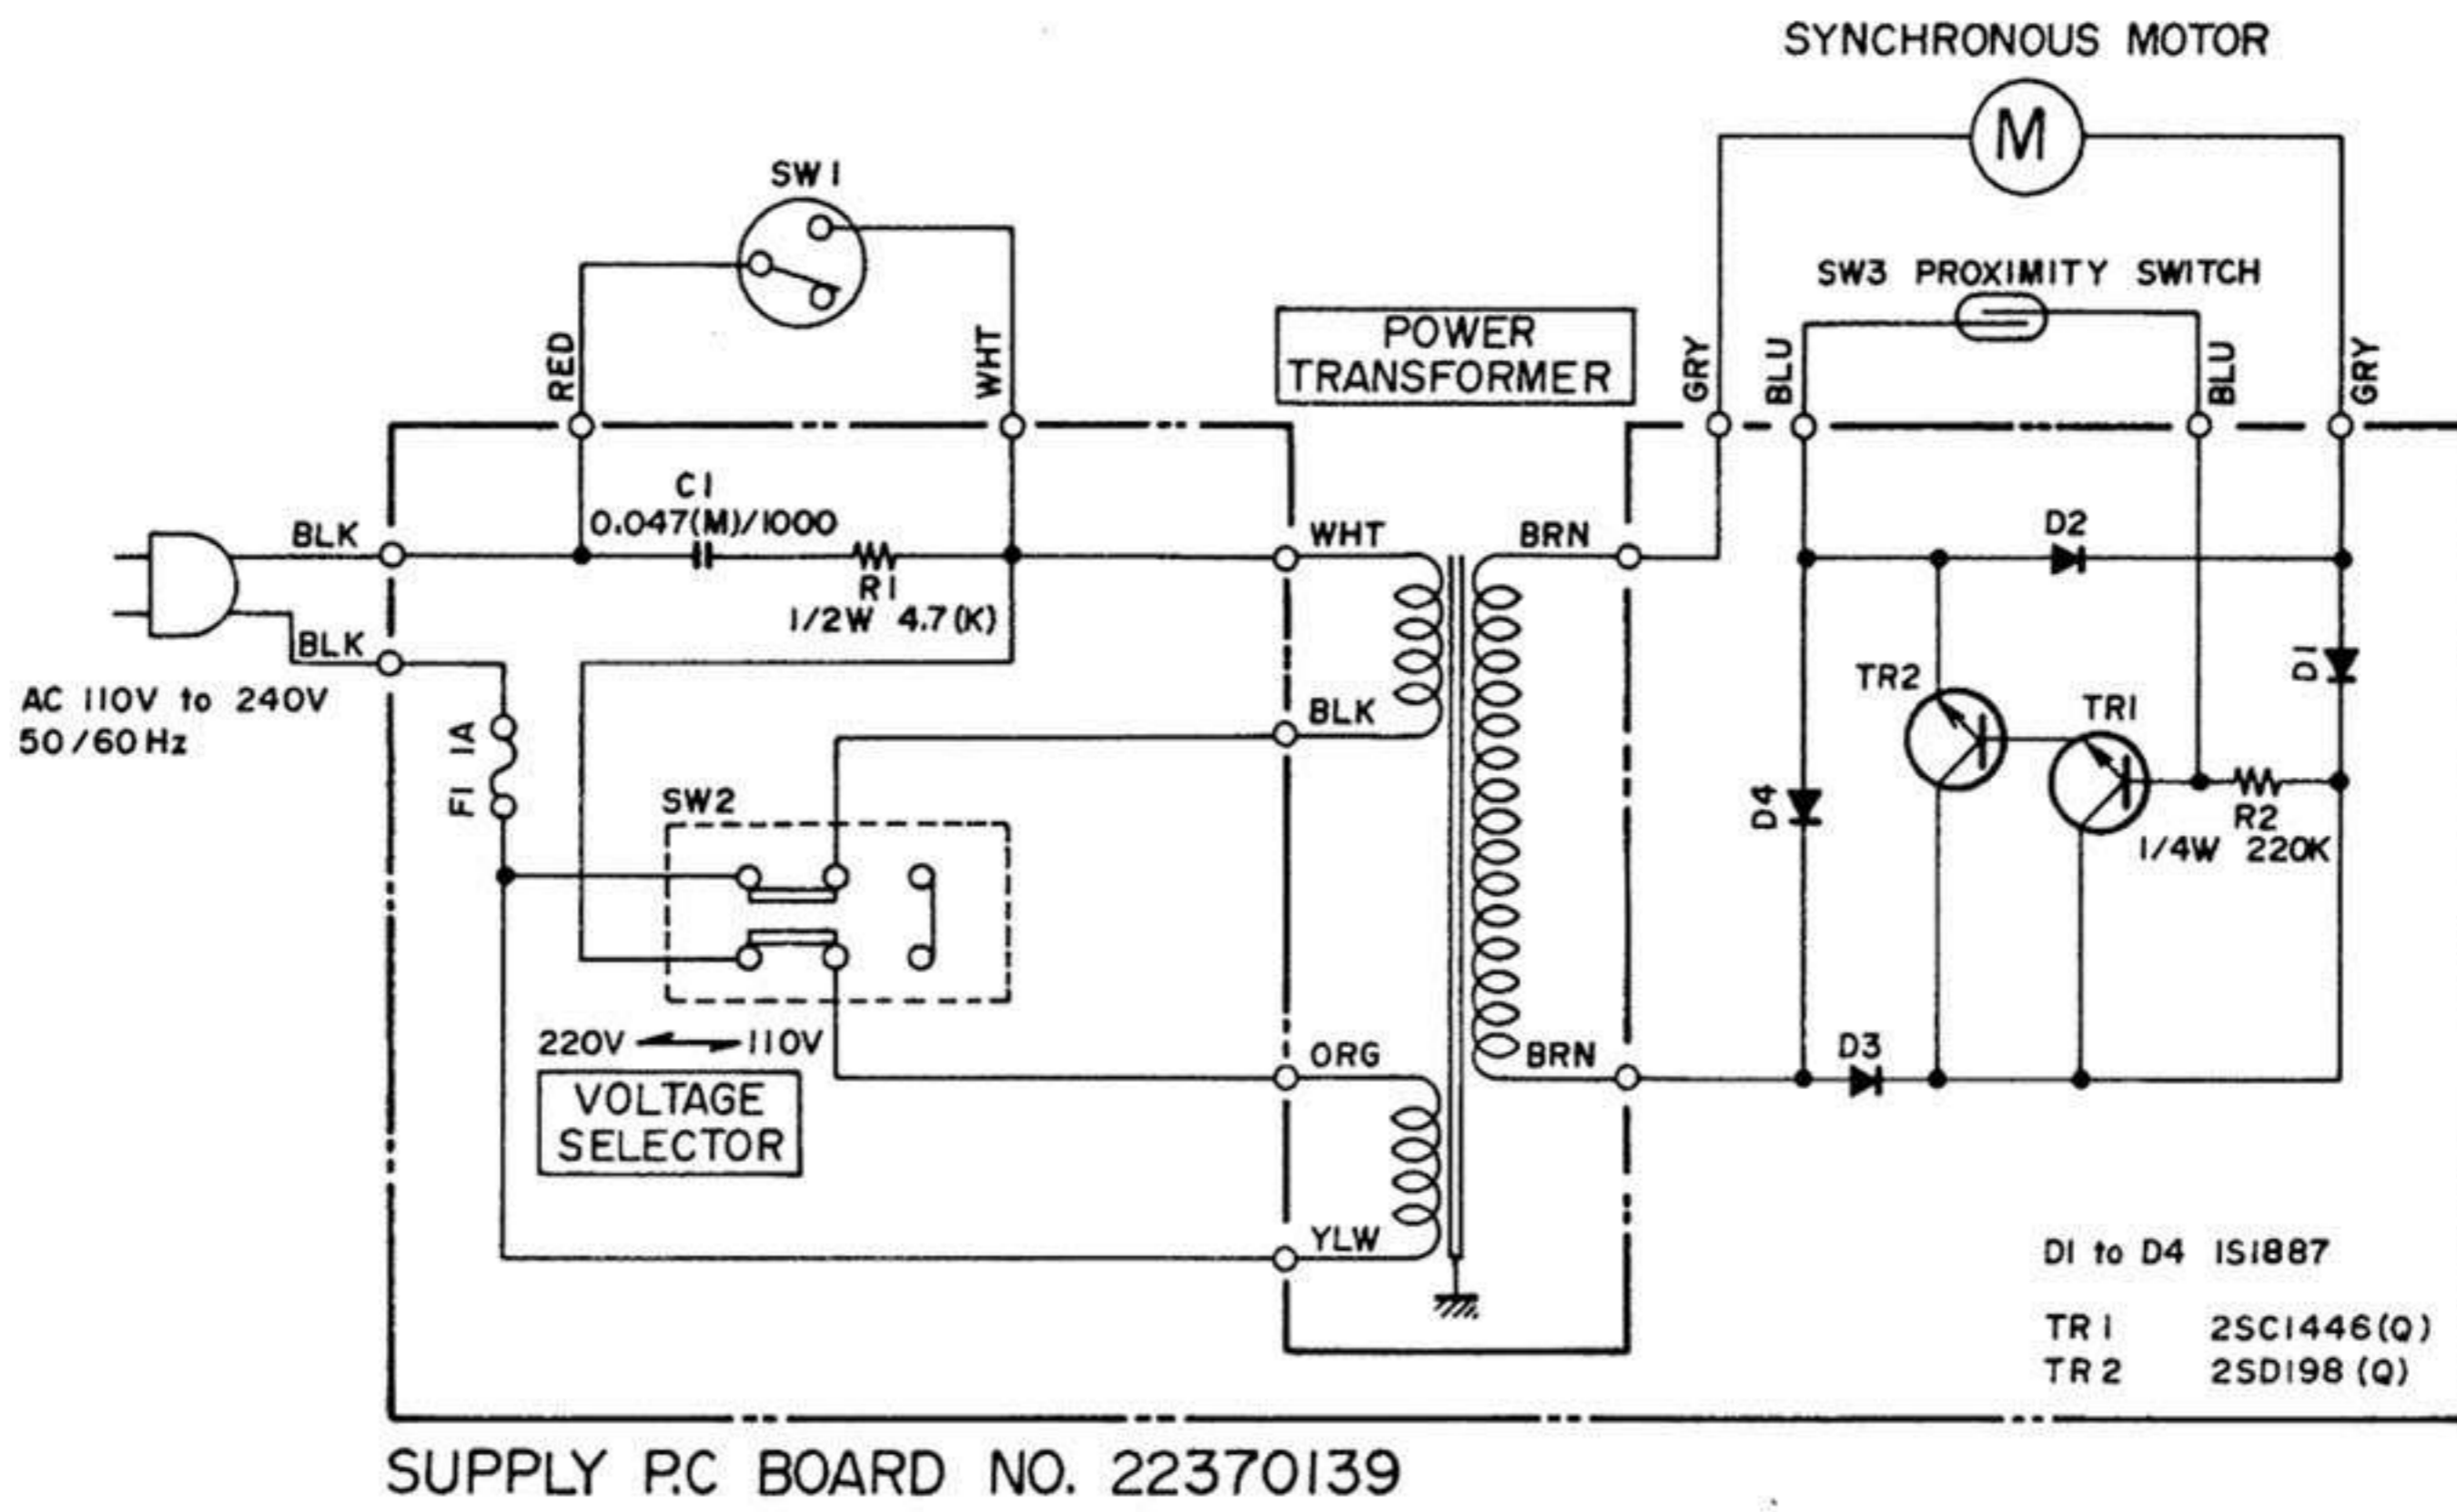 SYNCHRONOUS MOTOR
M
SW1
SW3 PROXIMITY SWITCH
POWER
TRANSFORMER
RED
WHT
GRY
BLU
BLU
GRY
C1
0.047(M)/1000
R1
1/2W 4.7(K)
BLK
BLK
AC 110V to 240V
50/60Hz
F1 1A
WHT
BRN
BLK
D2
D1
TR2
TR1
D4
R2
1/4W 220K
SW2
220V 110V
VOLTAGE
SELECTOR
ORG
BRN
D3
YLW
D1 to D4 1S1887
TR1 2SC1446(Q)
TR2 2SD198(Q)
SUPPLY P.C BOARD NO. 22370139